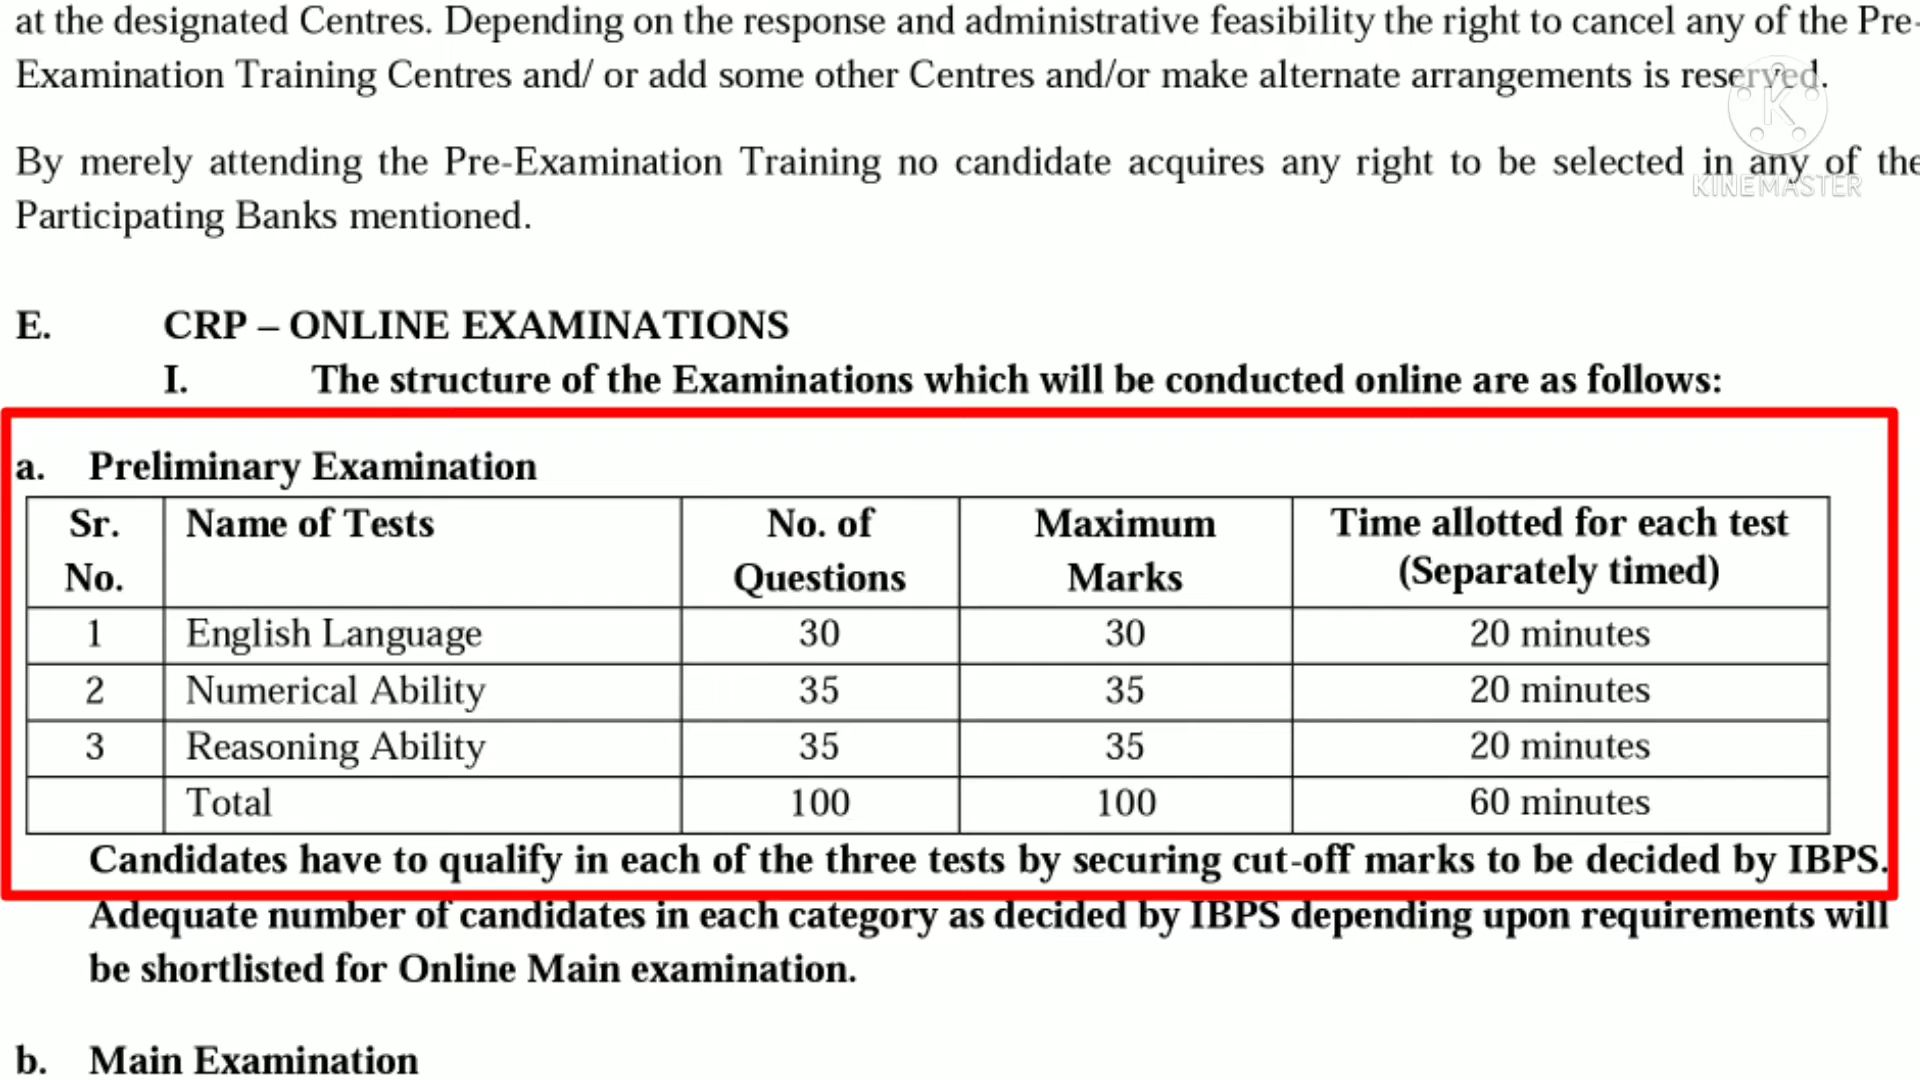 at the designated Centres. Depending on the response and administrative feasibility the right to cancel any of the Pre-
Examination Training Centres and/ or add some other Centres and/or make alternate arrangements is reserved.
By merely attending the Pre-Examination Training no candidate acquires any right to be selected in any of the
Participating Banks mentioned.
K
KINEMASTER
E. CRP – ONLINE EXAMINATIONS
I. The structure of the Examinations which will be conducted online are as follows:
a. Preliminary Examination
Sr. No. Name of Tests No. of Questions Maximum Marks Time allotted for each test (Separately timed)
1 English Language 30 30 20 minutes
2 Numerical Ability 35 35 20 minutes
3 Reasoning Ability 35 35 20 minutes
Total 100 100 60 minutes
Candidates have to qualify in each of the three tests by securing cut-off marks to be decided by IBPS.
Adequate number of candidates in each category as decided by IBPS depending upon requirements will
be shortlisted for Online Main examination.
b. Main Examination